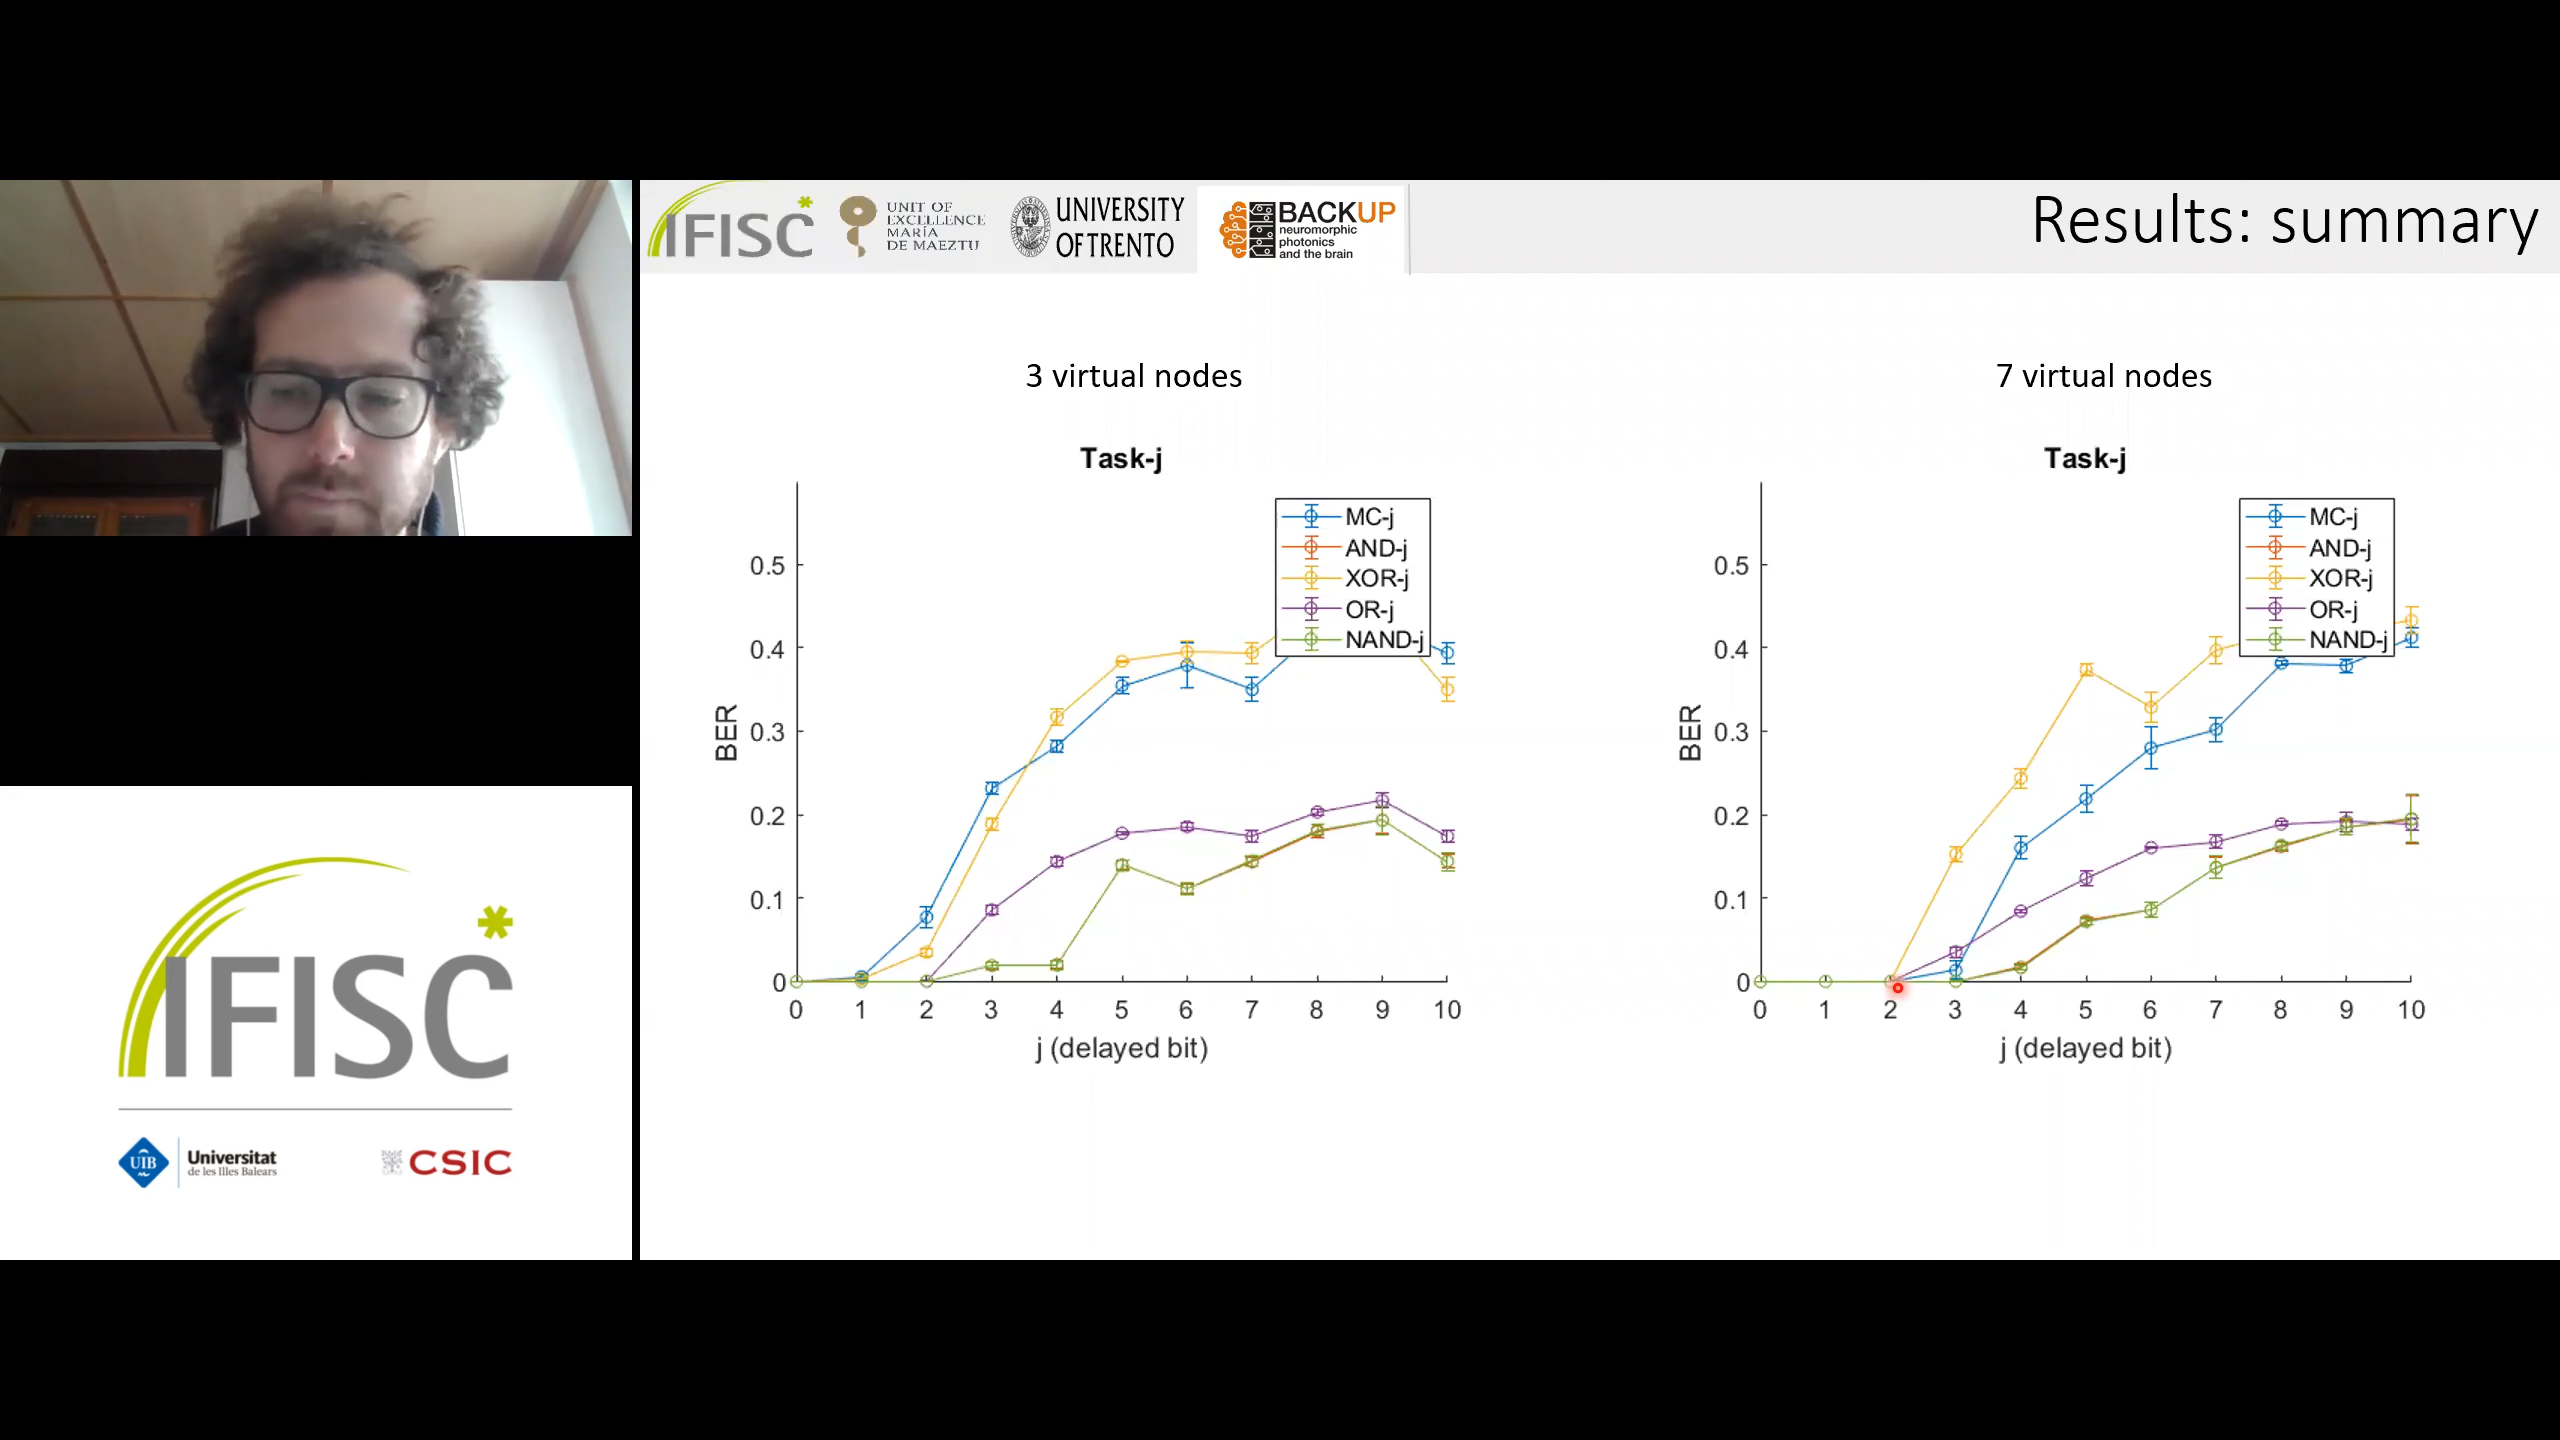 IFISC
UNIT OF
EXCELLENCE
MARÍA
DE MAEZTU
UNIVERSITY
OF TRENTO
BACKUP
neuromorphic
photonics
and the brain
Results: summary
3 virtual nodes
Task-j
MC-j
AND-j
XOR-j
OR-j
NAND-j
BER
0.5
0.4
0.3
0.2
0.1
0
0 1 2 3 4 5 6 7 8 9 10
j (delayed bit)
7 virtual nodes
Task-j
MC-j
AND-j
XOR-j
OR-j
NAND-j
BER
0.5
0.4
0.3
0.2
0.1
0
0 1 2 3 4 5 6 7 8 9 10
j (delayed bit)
IFISC
UIB
Universitat
de les Illes Balears
CSIC